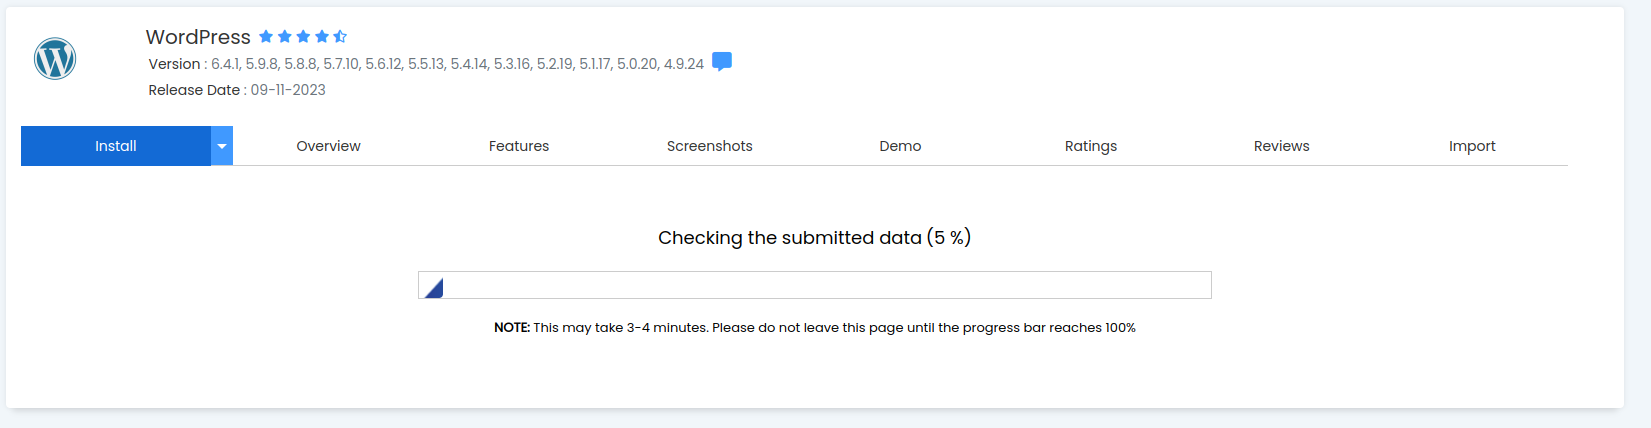 WordPress
Version : 6.4.1, 5.9.8, 5.8.8, 5.7.10, 5.6.12, 5.5.13, 5.4.14, 5.3.16, 5.2.19, 5.1.17, 5.0.20, 4.9.24
Release Date : 09-11-2023
Install Overview Features Screenshots Demo Ratings Reviews Import
Checking the submitted data (5 %)
NOTE: This may take 3-4 minutes. Please do not leave this page until the progress bar reaches 100%